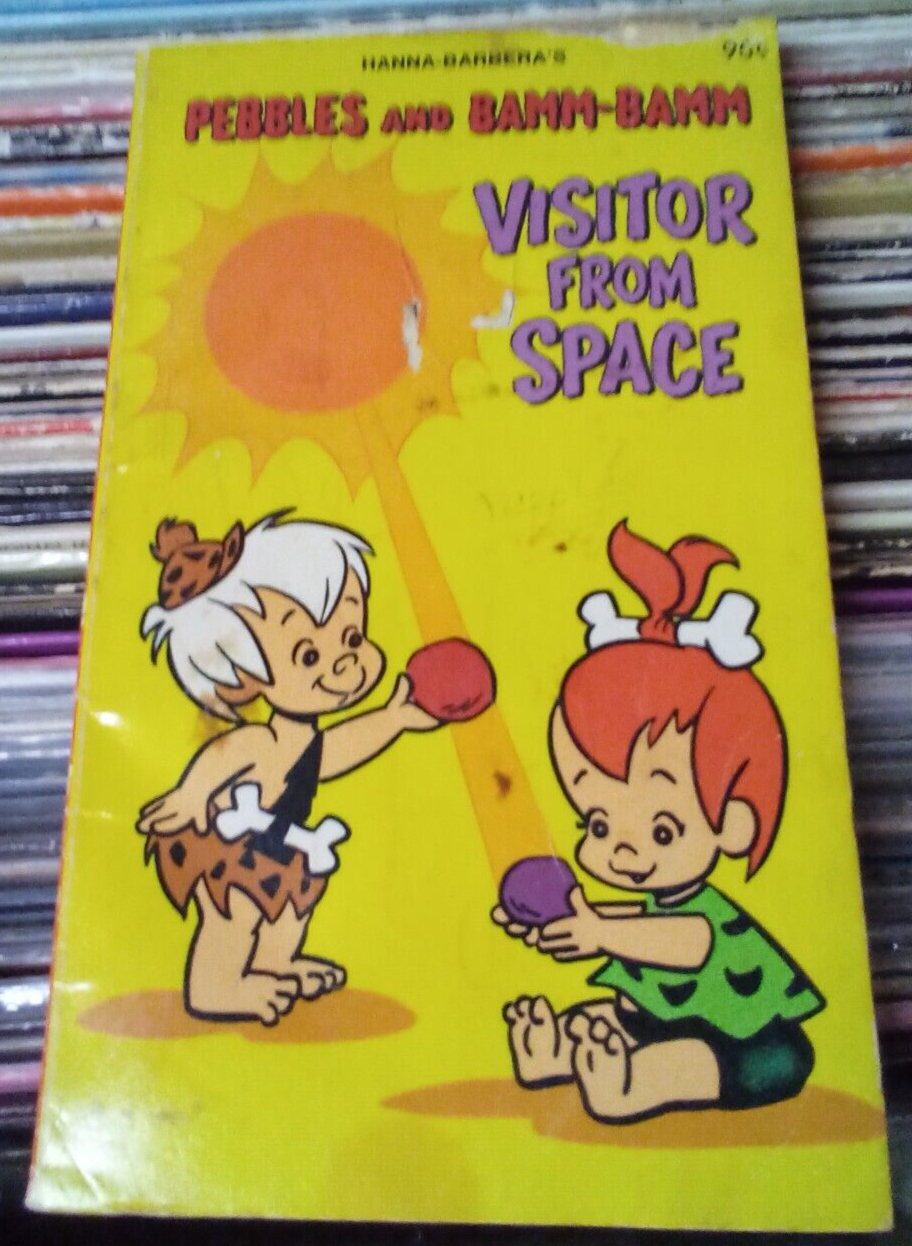 HANNA-BARBERA'S
95¢
PEBBLES AND BAMM-BAMM
VISITOR
FROM
SPACE